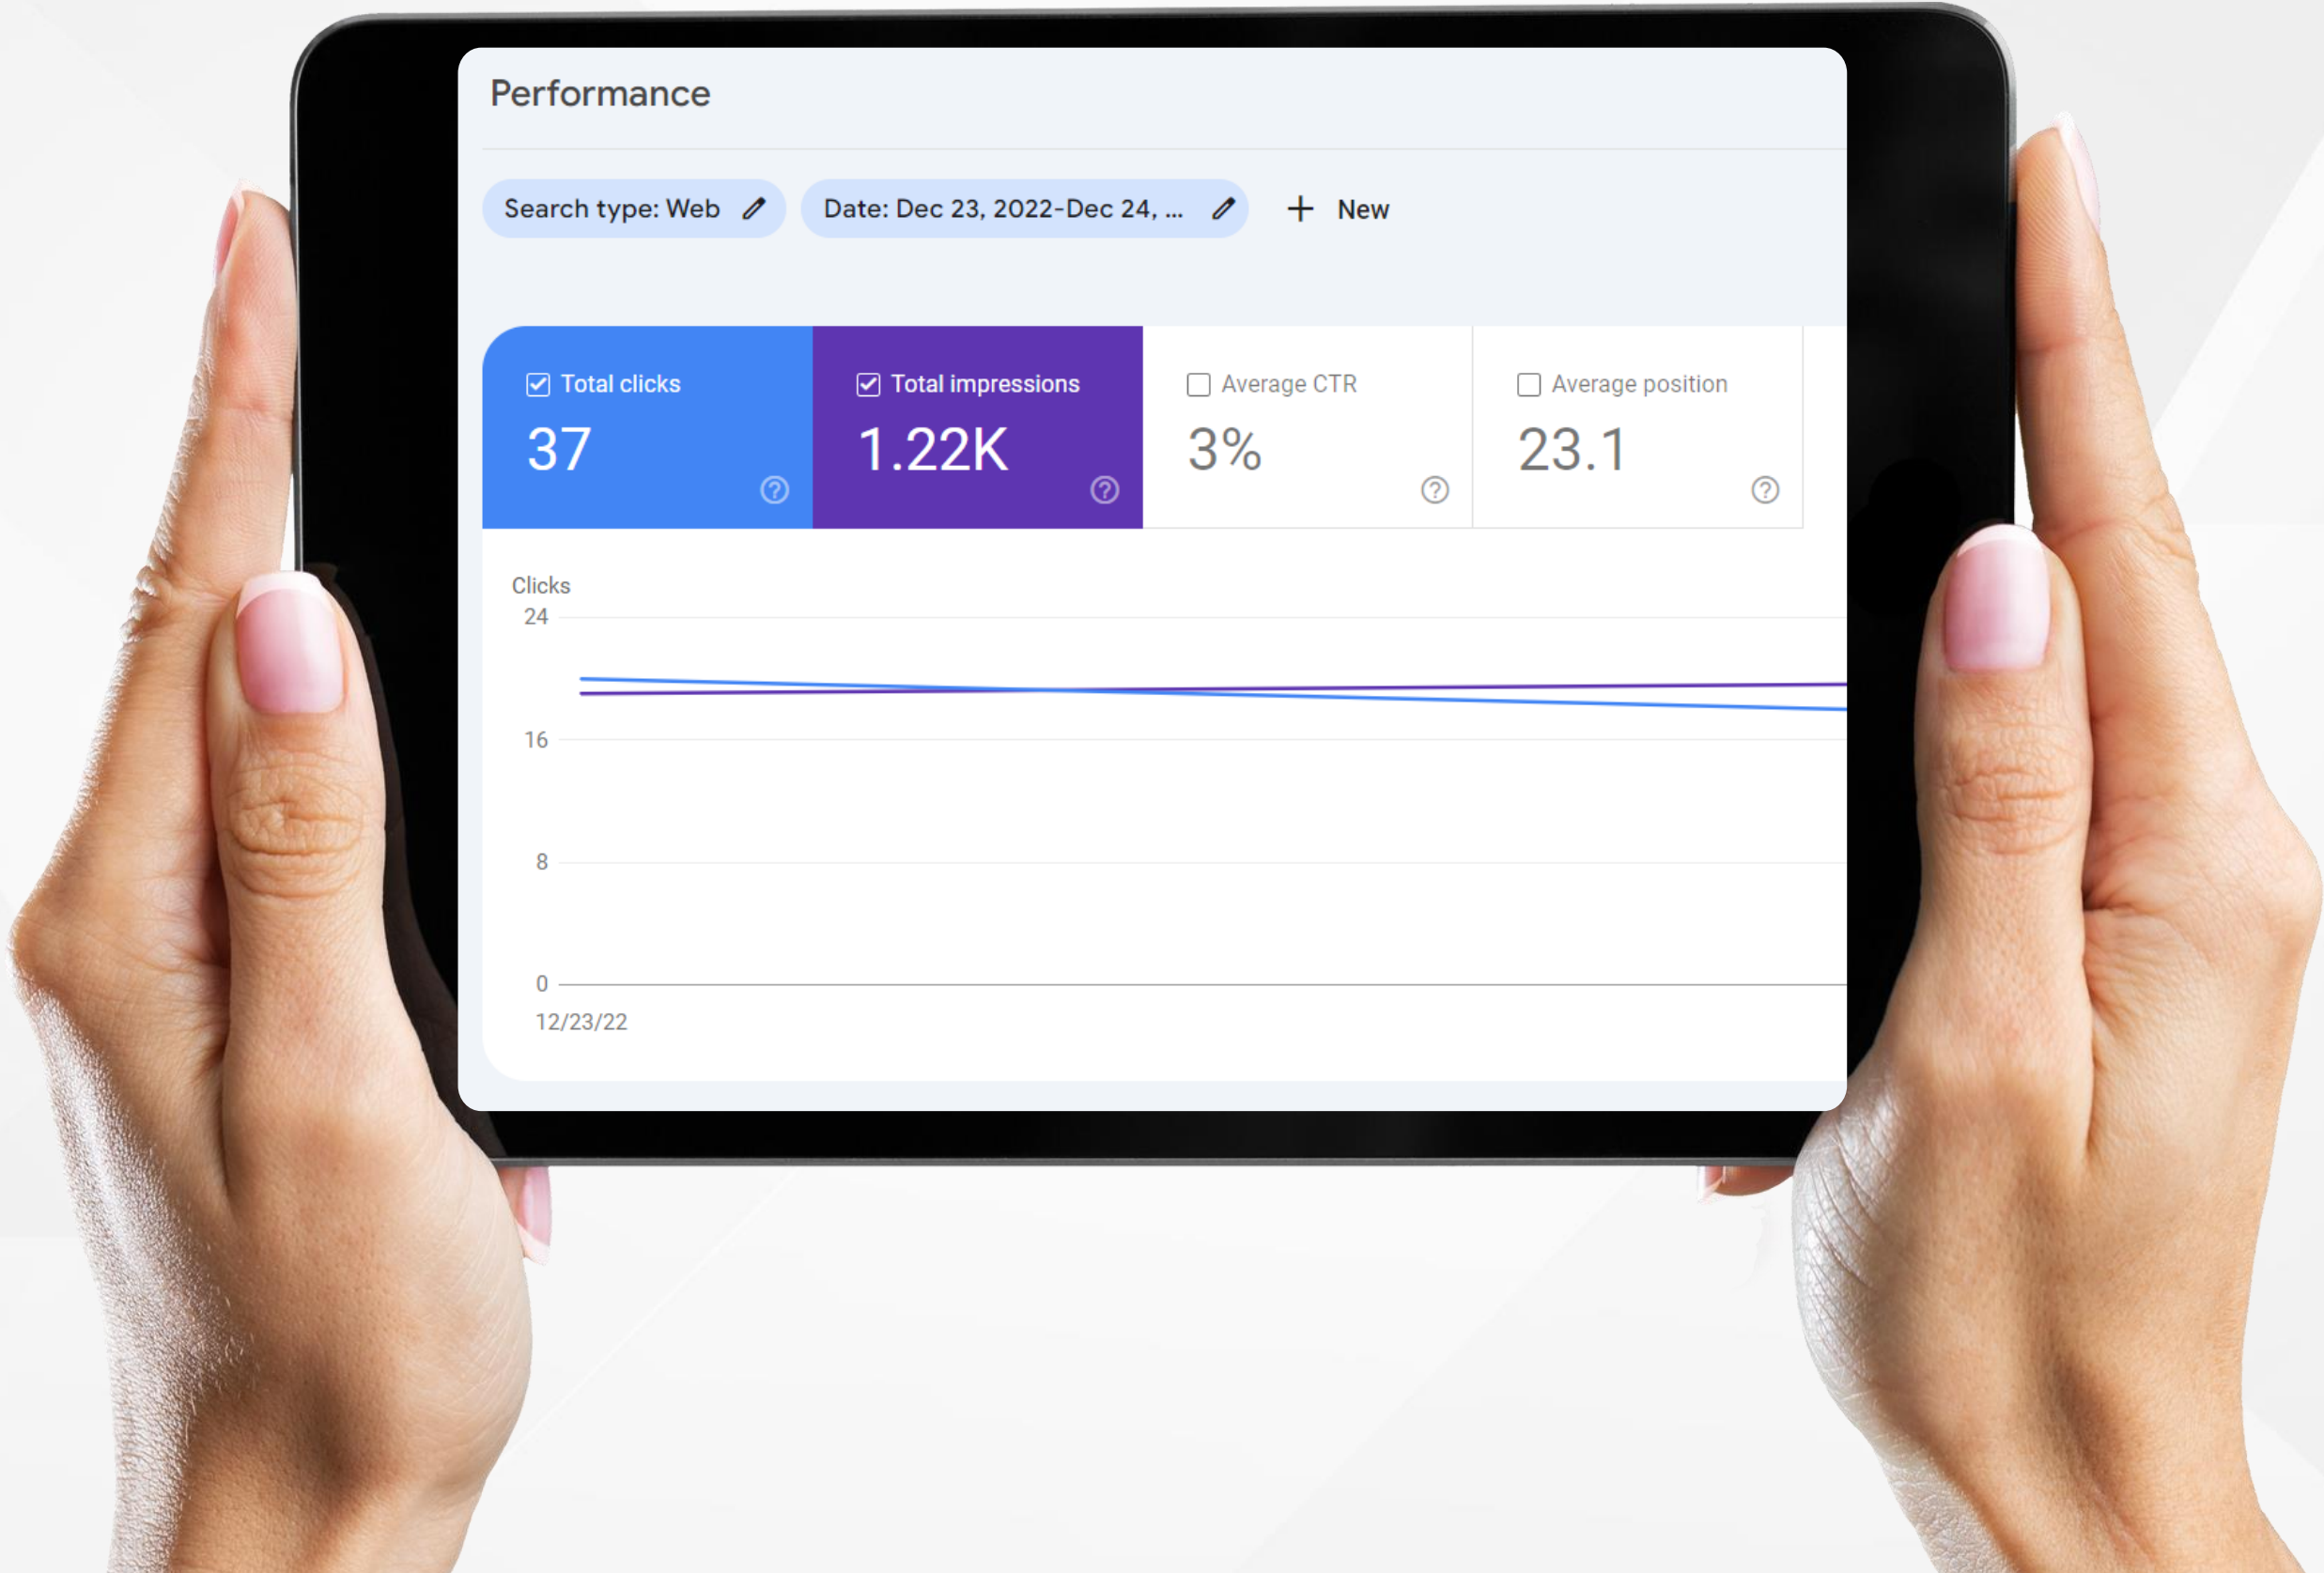 Performance
Search type: Web
Date: Dec 23, 2022-Dec 24, ...
+ New
Total clicks
37
Total impressions
1.22K
Average CTR
3%
Average position
23.1
Clicks
24
16
8
0
12/23/22